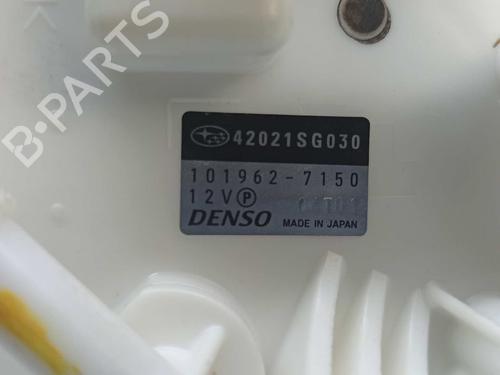 42021SG030
101962-7150
12V Ⓟ
DENSO MADE IN JAPAN
B-PARTS